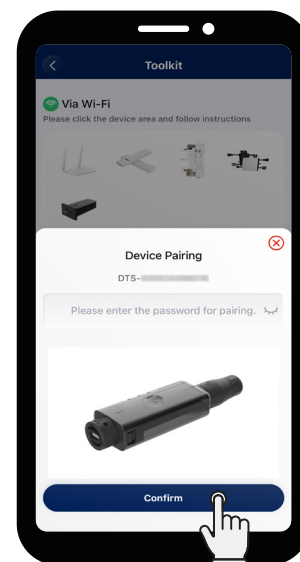 Toolkit
Via Wi-Fi
Please click the device area and follow instructions
Device Pairing
DTS-
Please enter the password for pairing.
Confirm